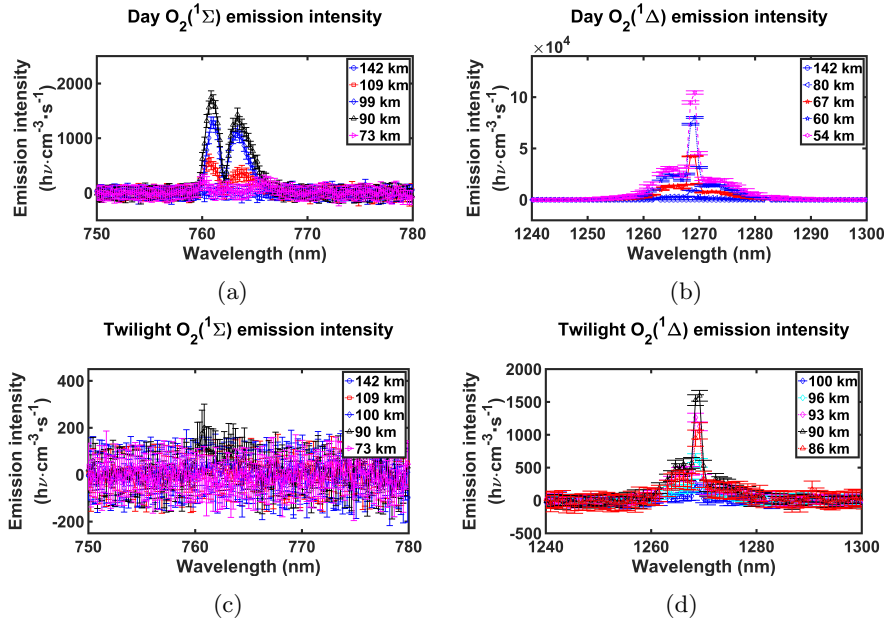 Day O₂(¹Σ) emission intensity
Emission intensity
(hν·cm⁻³·s⁻¹)
2000
1000
0
750
760
770
780
Wavelength (nm)
142 km
109 km
99 km
90 km
73 km
(a)
Day O₂(¹Δ) emission intensity
× 10⁴
Emission intensity
(hν·cm⁻³·s⁻¹)
10
5
0
1240
1250
1260
1270
1280
1290
1300
Wavelength (nm)
142 km
80 km
67 km
60 km
54 km
(b)
Twilight O₂(¹Σ) emission intensity
Emission intensity
(hν·cm⁻³·s⁻¹)
400
200
0
-200
750
760
770
780
Wavelength (nm)
142 km
109 km
100 km
90 km
73 km
(c)
Twilight O₂(¹Δ) emission intensity
Emission intensity
(hν·cm⁻³·s⁻¹)
2000
1500
1000
500
0
-500
1240
1260
1280
1300
Wavelength (nm)
100 km
96 km
93 km
90 km
86 km
(d)